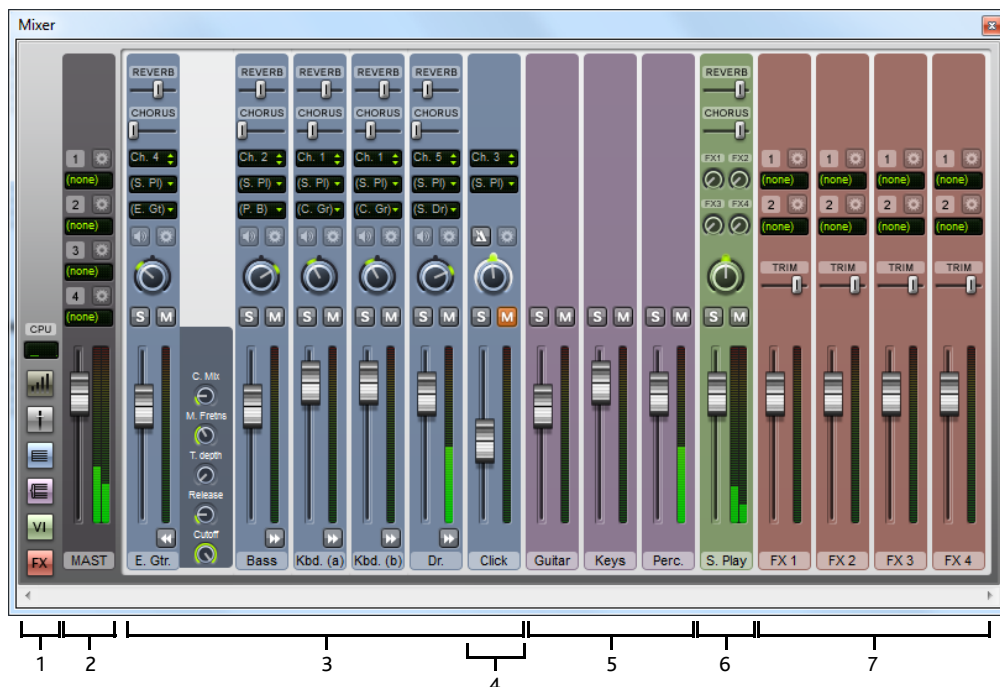 Mixer
REVERB REVERB REVERB REVERB REVERB REVERB
CHORUS CHORUS CHORUS CHORUS CHORUS CHORUS
1 Ch. 4 Ch. 2 Ch. 1 Ch. 1 Ch. 5 Ch. 3 FX1 FX2 1 1 1 1
(none) (S. Pl) (S. Pl) (S. Pl) (S. Pl) (S. Pl) (S. Pl) (none) (none) (none) (none)
2 (E. Gt) (P. B) (C. Gr) (C. Gr) (S. Dr) FX3 FX4 2 2 2 2
(none) (none) (none) (none) (none)
3
(none) TRIM TRIM TRIM TRIM
4
(none) S M S M S M S M S M S M S M S M S M S M
CPU
C. Mix
M. Fretns
T. depth
Release
Cutoff
i
VI
FX MAST E. Gtr. Bass Kbd. (a) Kbd. (b) Dr. Click Guitar Keys Perc. S. Play FX 1 FX 2 FX 3 FX 4
1 2 3 4 5 6 7